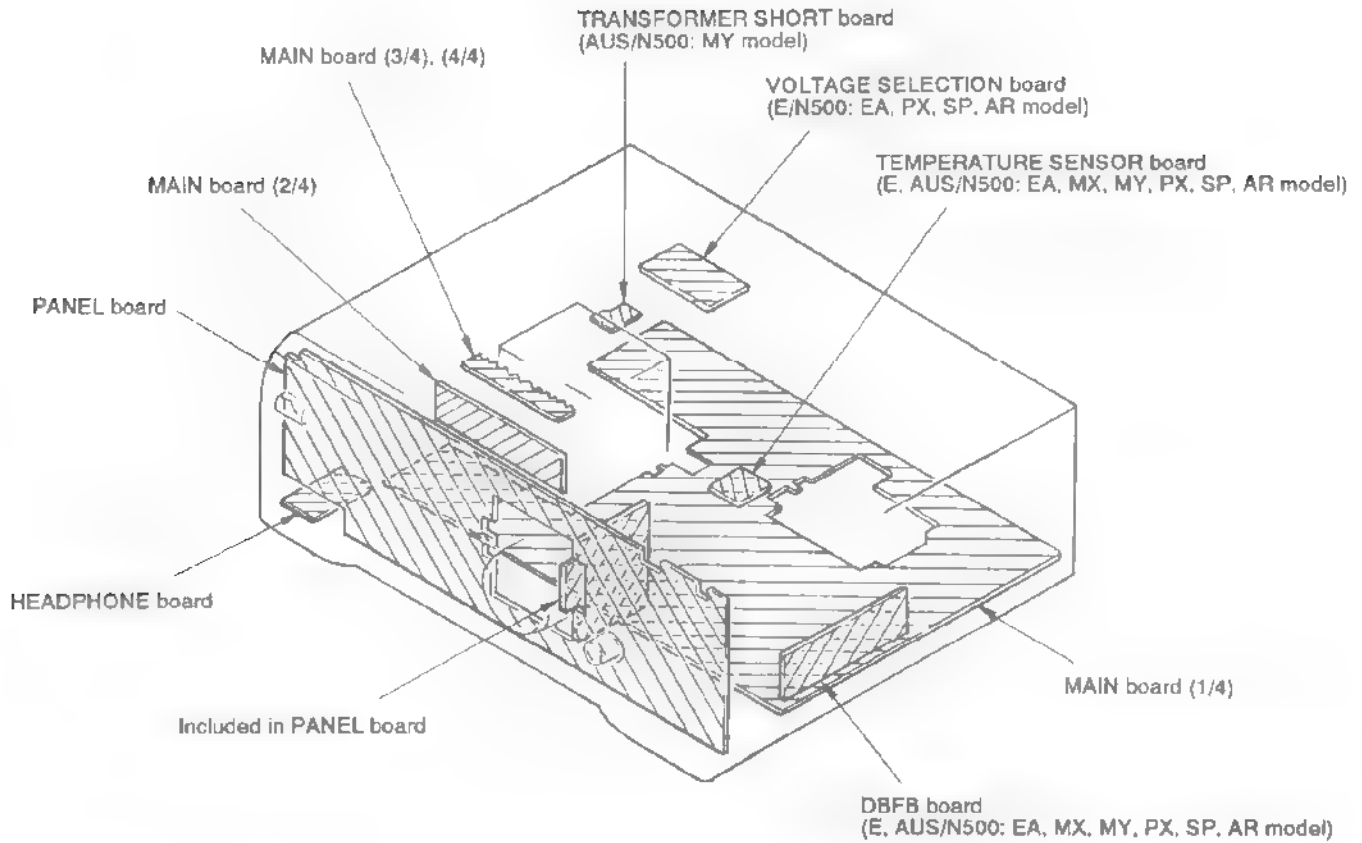 TRANSFORMER SHORT board
(AUS/N500: MY model)
MAIN board (3/4), (4/4)
VOLTAGE SELECTION board
(E/N500: EA, PX, SP, AR model)
TEMPERATURE SENSOR board
(E, AUS/N500: EA, MX, MY, PX, SP, AR model)
MAIN board (2/4)
PANEL board
HEADPHONE board
MAIN board (1/4)
Included in PANEL board
DBFB board
(E, AUS/N500: EA, MX, MY, PX, SP, AR model)